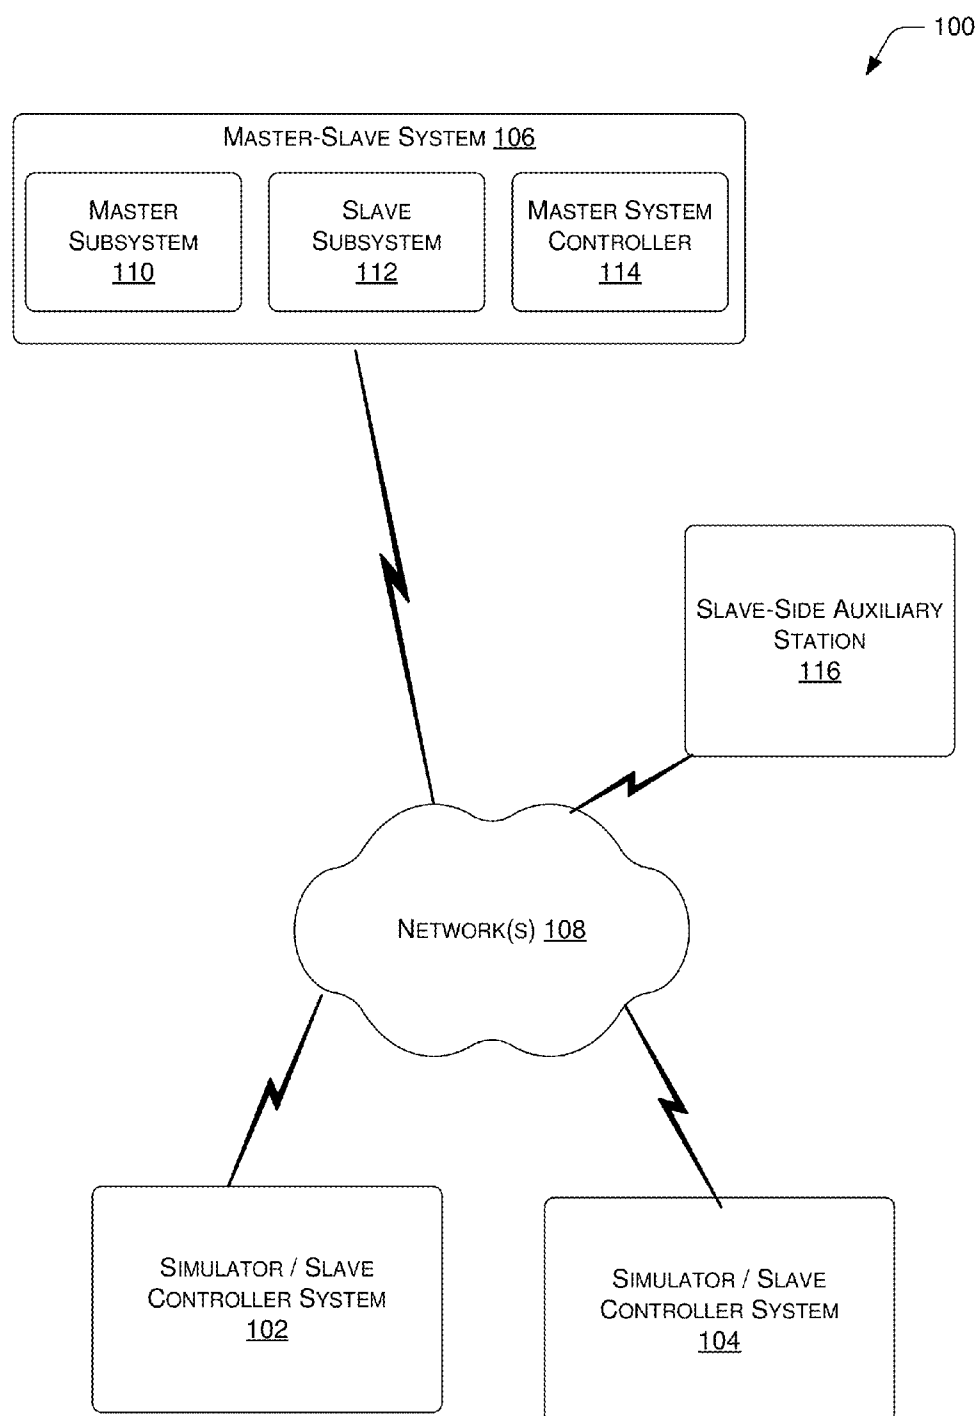 100
MASTER-SLAVE SYSTEM 106
MASTER
SUBSYSTEM
110
SLAVE
SUBSYSTEM
112
MASTER SYSTEM
CONTROLLER
114
SLAVE-SIDE AUXILIARY
STATION
116
NETWORK(S) 108
SIMULATOR / SLAVE
CONTROLLER SYSTEM
102
SIMULATOR / SLAVE
CONTROLLER SYSTEM
104